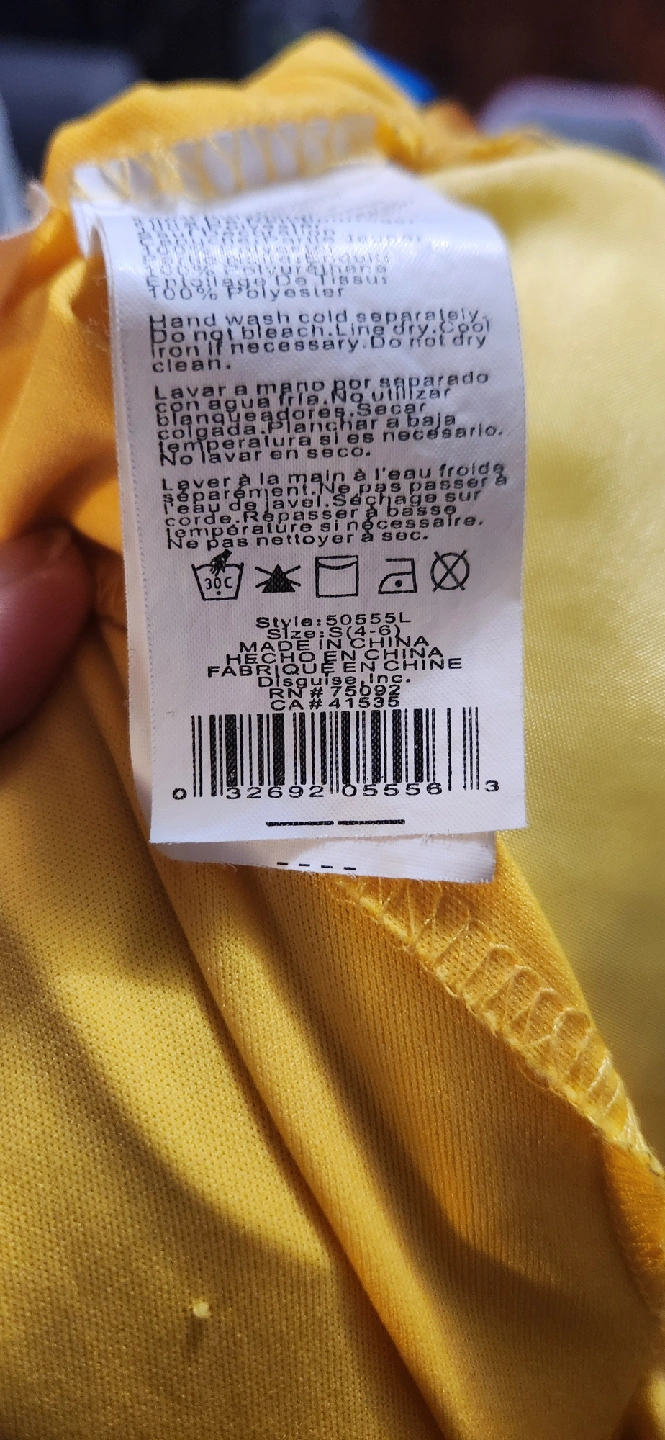 100% Polyurethene
Enfoilage De Tissu:
100% Polyester
Hand wash cold separately.
Do not bleach.Line dry.Cool
iron if necessary.Do not dry
clean.
Lavar a mano por separado
con agua fria.No utilizar
blanqueadores.Secar
colgada.Planchar a baja
temperatura si es necesario.
No lavar en seco.
Laver à la main à l'eau froide
séparément.Ne pas passer à
l'eau de javel.Séchage sur
corde.Repasser à basse
température si nécessaire.
Ne pas nettoyer à sec.
30C
Style:50555L
Size:S(4-6)
MADE IN CHINA
HECHO EN CHINA
FABRIQUE EN CHINE
Disguise,Inc.
RN#75092
CA#41535
0 32692 05556 3